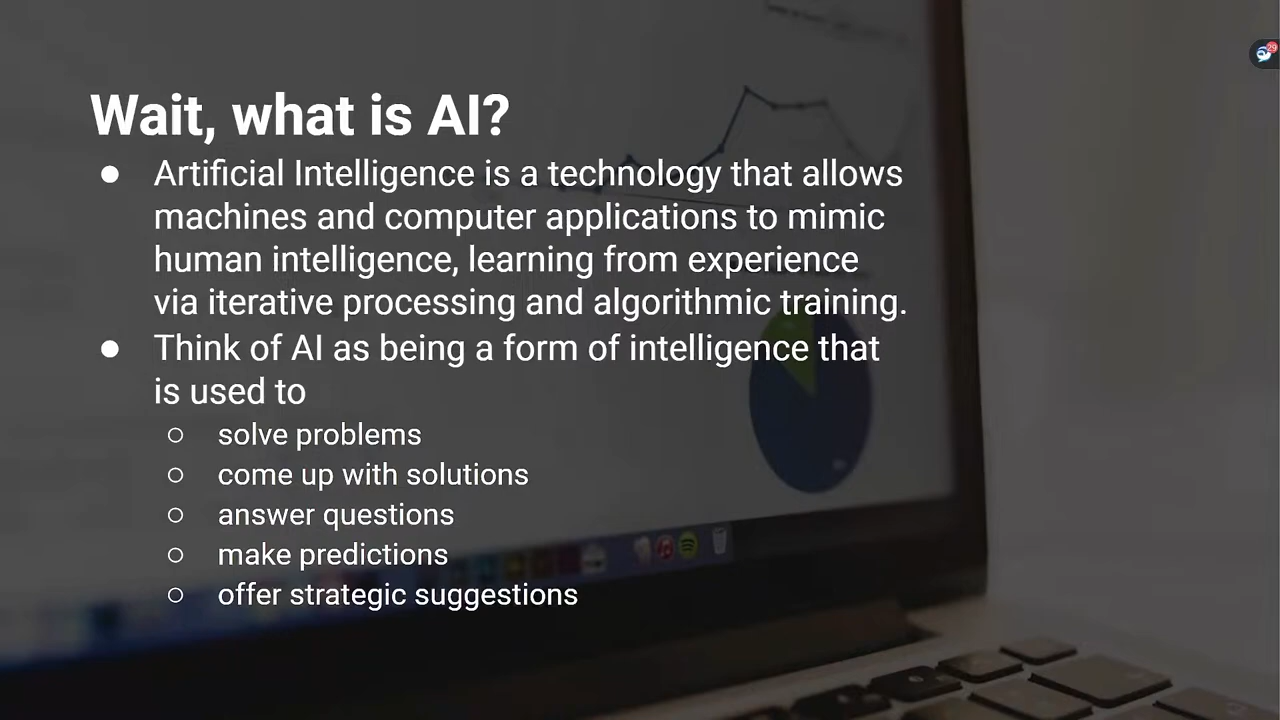 Wait, what is AI?
● Artificial Intelligence is a technology that allows
machines and computer applications to mimic
human intelligence, learning from experience
via iterative processing and algorithmic training.
● Think of AI as being a form of intelligence that
is used to
○ solve problems
○ come up with solutions
○ answer questions
○ make predictions
○ offer strategic suggestions
29